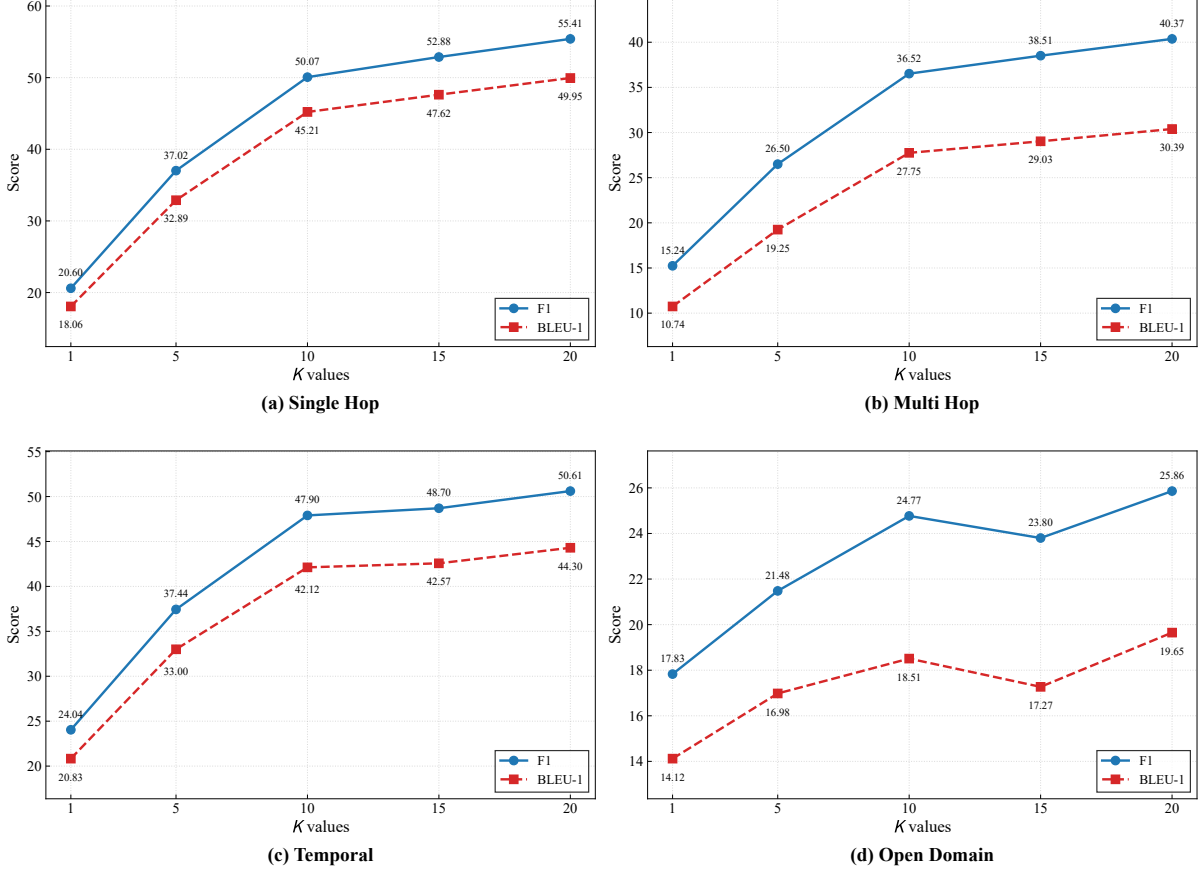 60
50
40
30
20
Score
20.60
37.02
50.07
52.88
55.41
18.06
32.89
45.21
47.62
49.95
F1
BLEU-1
1 5 10 15 20
K values
(a) Single Hop
40
35
30
25
20
15
10
Score
15.24
26.50
36.52
38.51
40.37
10.74
19.25
27.75
29.03
30.39
F1
BLEU-1
1 5 10 15 20
K values
(b) Multi Hop
55
50
45
40
35
30
25
20
Score
24.04
37.44
47.90
48.70
50.61
20.83
33.00
42.12
42.57
44.30
F1
BLEU-1
1 5 10 15 20
K values
(c) Temporal
26
24
22
20
18
16
14
Score
17.83
21.48
24.77
23.80
25.86
14.12
16.98
18.51
17.27
19.65
F1
BLEU-1
1 5 10 15 20
K values
(d) Open Domain